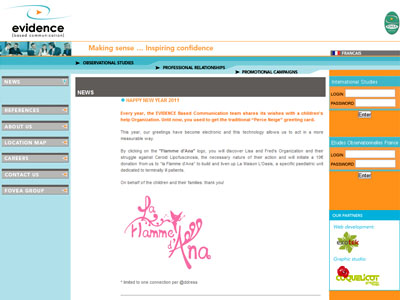 evidence
(based communication)
Making sense ... Inspiring confidence
OBSERVATIONAL STUDIES
PROFESSIONAL RELATIONSHIPS
PROMOTIONAL CAMPAIGNS
FRANCAIS
NEWS
REFERENCES
ABOUT US
LOCATION MAP
CAREERS
CONTACT US
FOVEA GROUP
NEWS
HAPPY NEW YEAR 2011
Every year, the EVIDENCE Based Communication team shares its wishes with a children's
help Organization. Until now, you used to get the traditional "Perce Neige" greeting card.
This year, our greetings have become electronic and this technology allows us to act in a more
measurable way.
By clicking on the "Flamme d'Ana" logo, you will discover Lisa and Fred's Organization and their
struggle against Ceroid Lipofuscinosis, the necessary nature of their action and will initiate a 10€
donation from us to "la Flamme d'Ana" to build and liven up La Maison L'Oasis, a specific paediatric unit
dedicated to terminally ill patients.
On behalf of the children and their families, thank you!
La
Flamme
d'Ana
* limited to one connection per @ddress
International Studies
LOGIN
PASSWORD
Enter
Etudes Observationnelles France
LOGIN
PASSWORD
Enter
OUR PARTNERS
Web development:
Graphic studio:
COQUELICOT